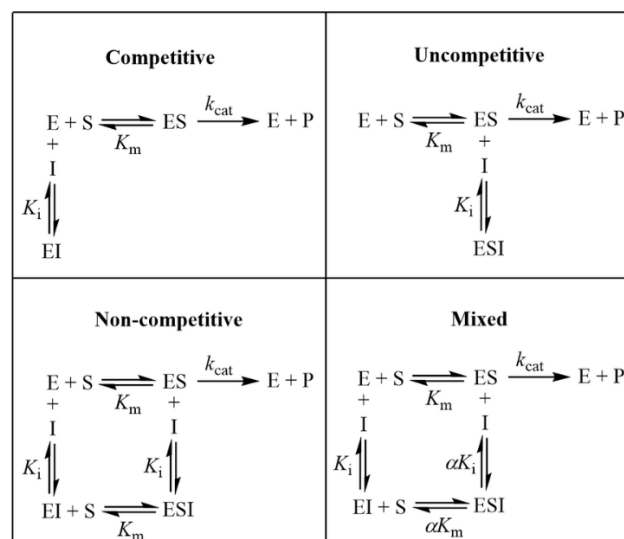 Competitive
E + S ES kcat E + P
+ Km
I
Ki
EI
Uncompetitive
E + S ES kcat E + P
Km +
I
Ki
ESI
Non-competitive
E + S ES kcat E + P
+ Km +
I I
Ki Ki
EI + S ESI
Km
Mixed
E + S ES kcat E + P
+ Km +
I I
Ki αKi
EI + S ESI
αKm